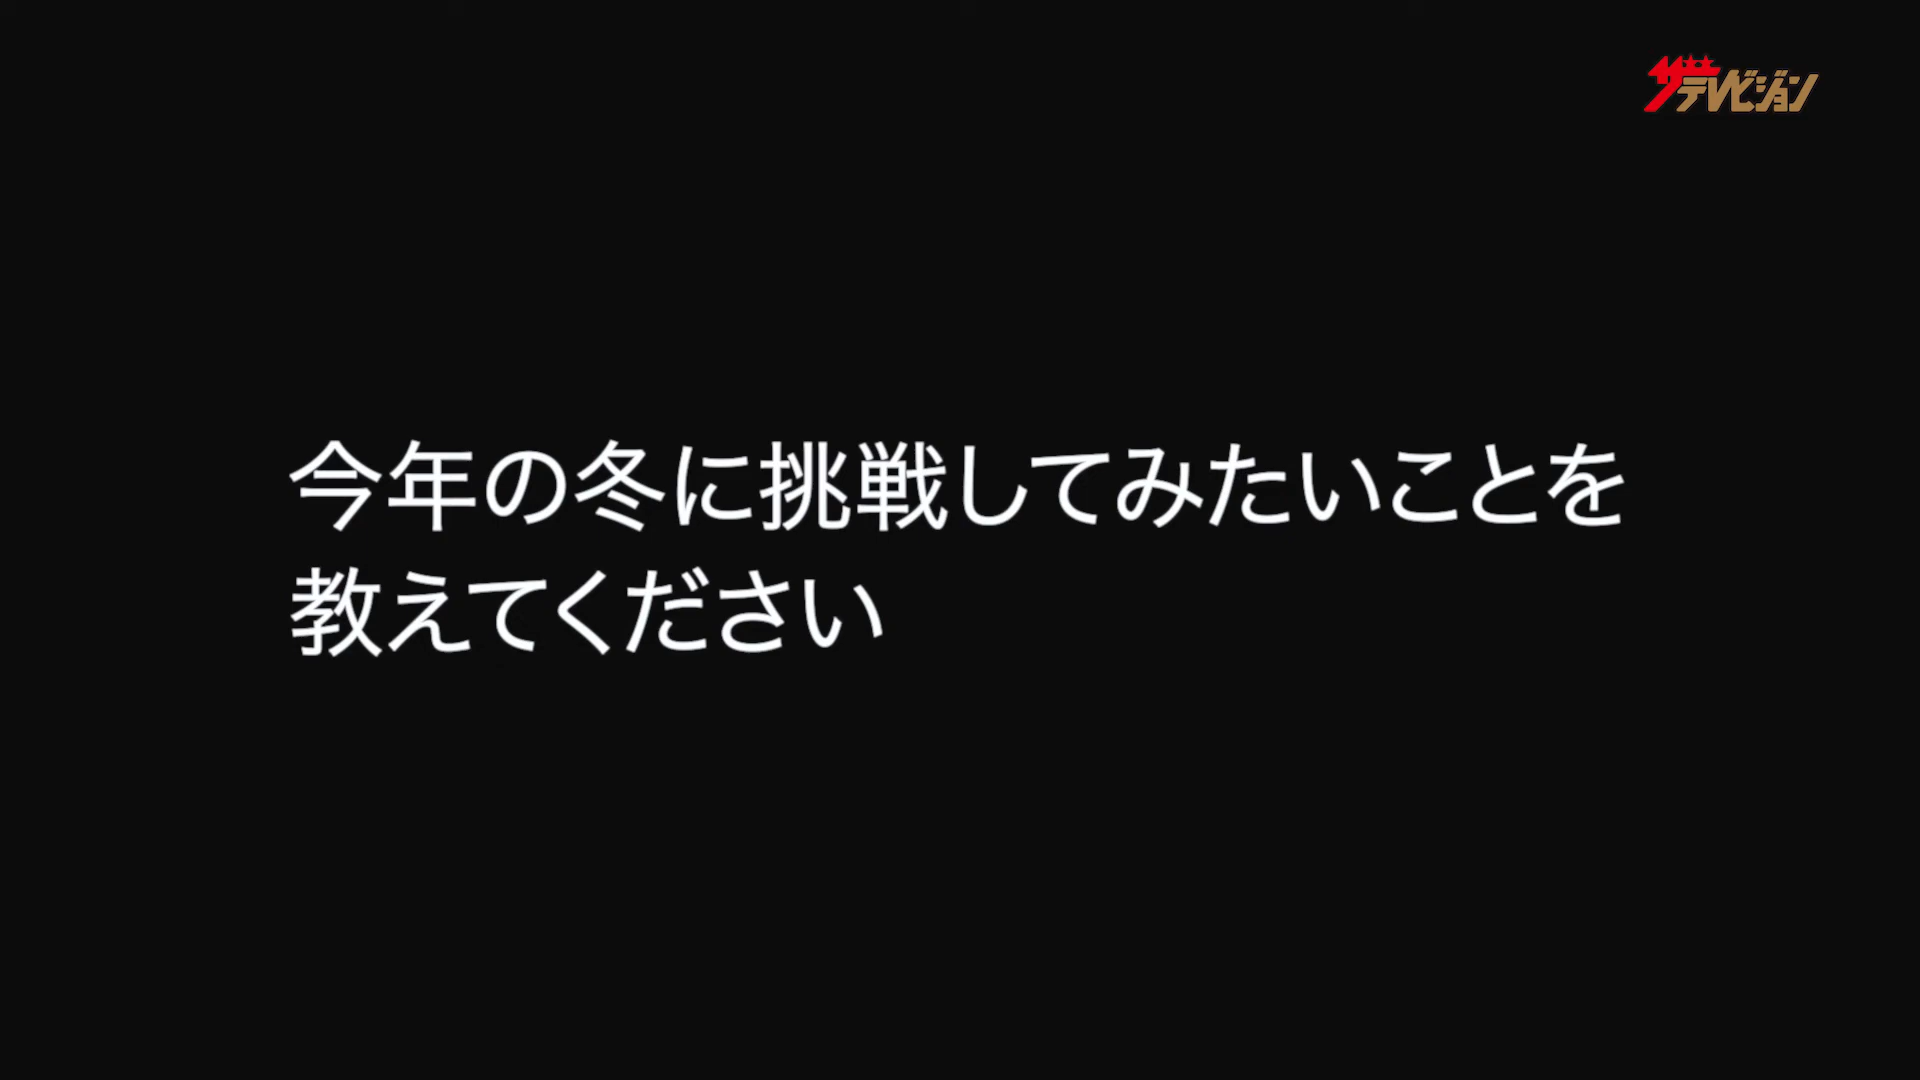 ザテレビジョン
今年の冬に挑戦してみたいことを
教えてください